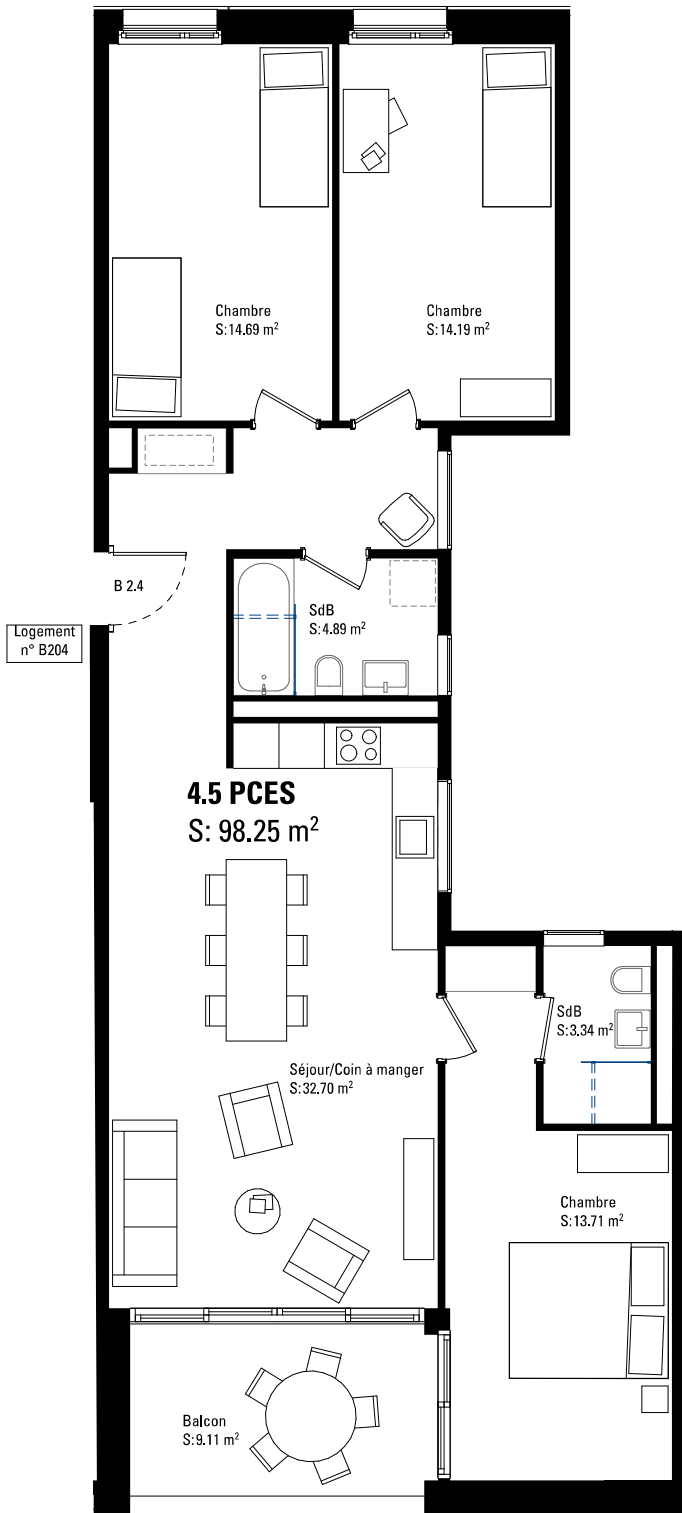 Chambre
S:14.69 m²
Chambre
S:14.19 m²
B 2.4
SdB
S:4.89 m²
Logement
n° B204
4.5 PCES
S: 98.25 m²
SdB
S:3.34 m²
Séjour/Coin à manger
S:32.70 m²
Chambre
S:13.71 m²
Balcon
S:9.11 m²